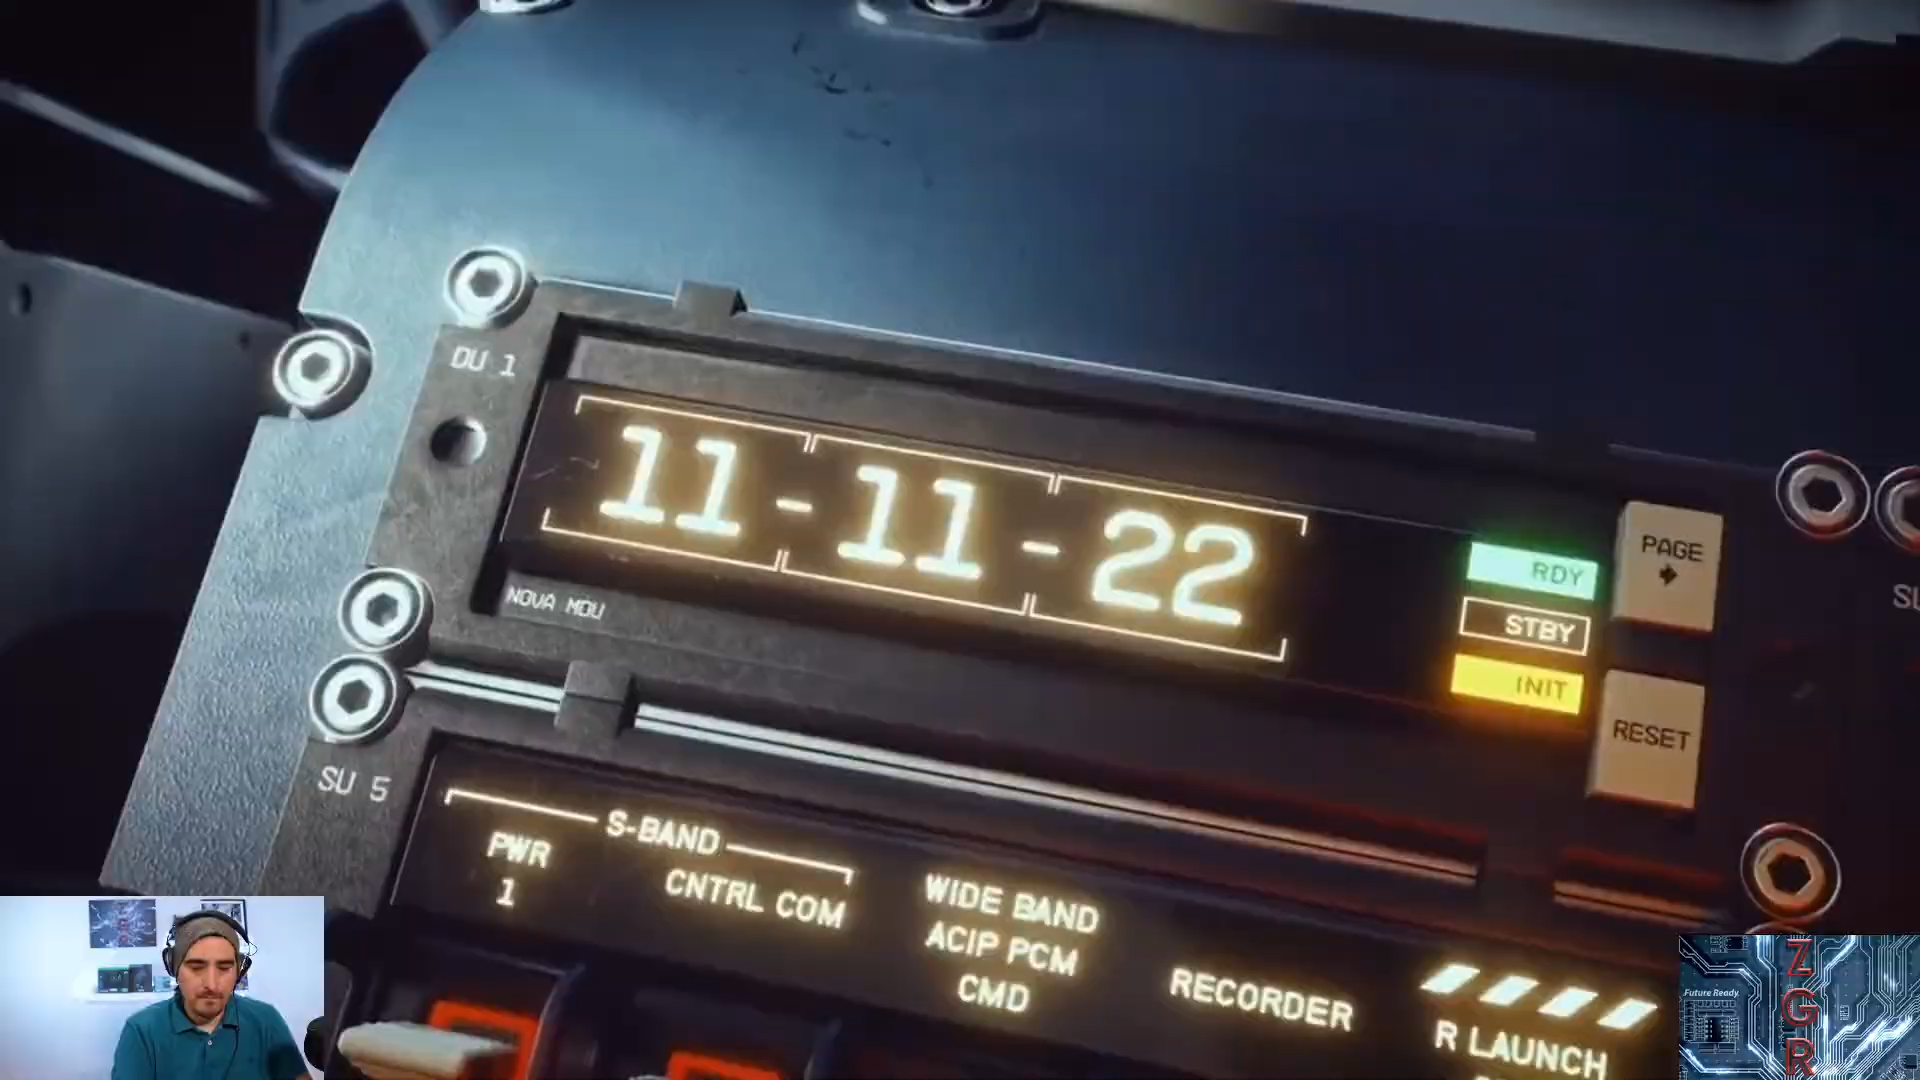 DU 1
11-11-22
NOVA MDU
RDY
STBY
INIT
PAGE
RESET
SU 5
S-BAND
PWR
1
CNTRL COM
WIDE BAND
ACIP PCM
CMD
RECORDER
R LAUNCH
Future Ready
ZGR